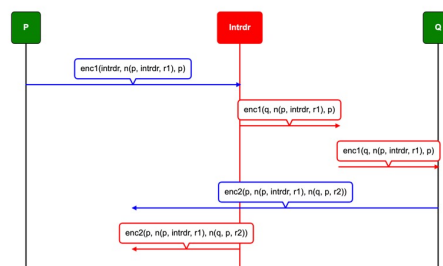 P
Intrdr
Q
enc1(intrdr, n(p, intrdr, r1), p)
enc1(q, n(p, intrdr, r1), p)
enc1(q, n(p, intrdr, r1), p)
enc2(p, n(p, intrdr, r1), n(q, p, r2))
enc2(p, n(p, intrdr, r1), n(q, p, r2))